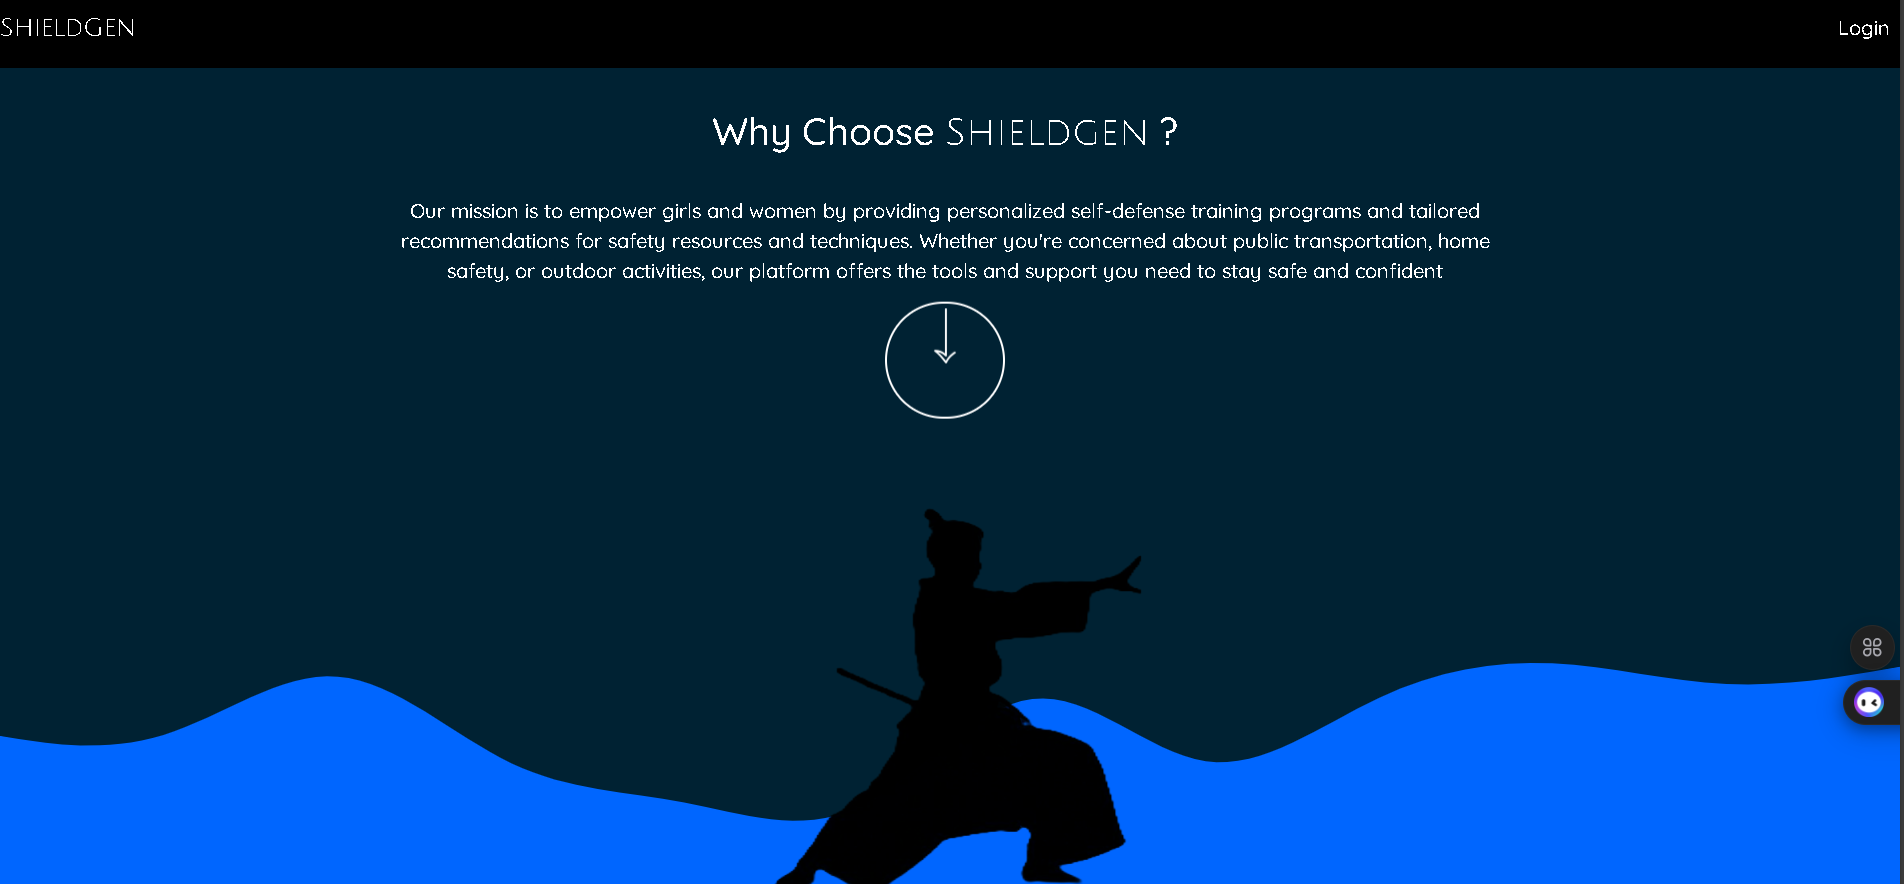 SHIELDGEN
Login
Why Choose SHIELDGEN ?
Our mission is to empower girls and women by providing personalized self-defense training programs and tailored
recommendations for safety resources and techniques. Whether you're concerned about public transportation, home
safety, or outdoor activities, our platform offers the tools and support you need to stay safe and confident